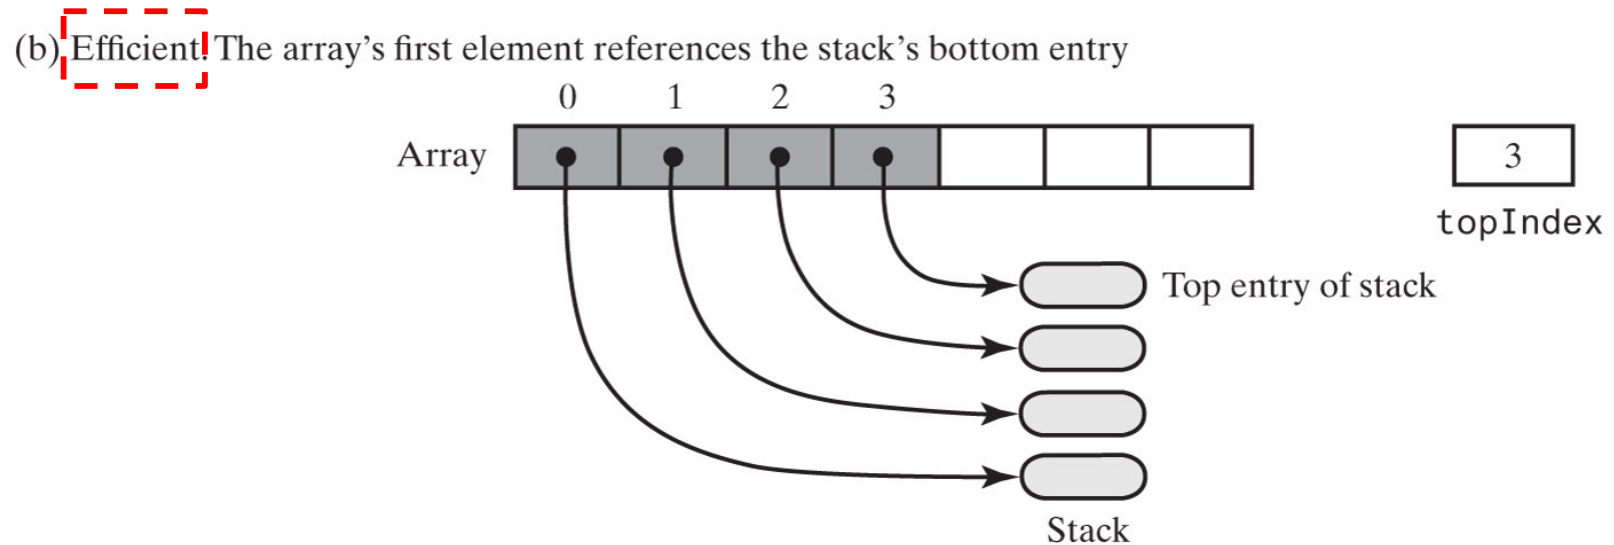 (b) Efficient: The array’s first element references the stack’s bottom entry
0 1 2 3
Array
3
topIndex
Top entry of stack
Stack